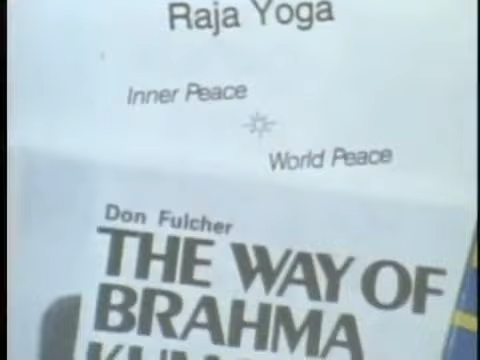 Raja Yoga
Inner Peace
World Peace
Don Fulcher
THE WAY OF
BRAHMA